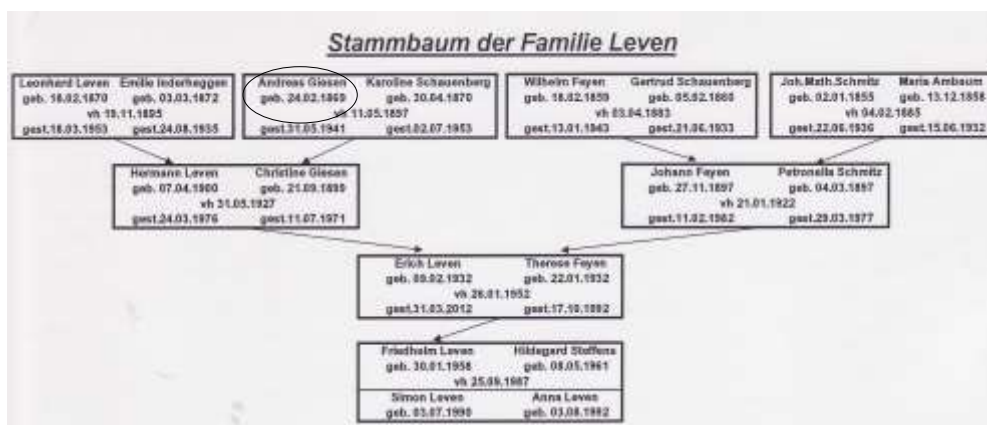 Stammbaum der Familie Leven
Leonhard Leven Emilie Inderheggen
geb. 18.02.1870 geb. 03.03.1872
vh 19.11.1895
gest.18.03.1953 gest.24.08.1935
Andreas Giesen Karoline Schauenberg
geb. 24.02.1869 geb. 30.04.1870
vh 11.05.1897
gest.31.05.1941 gest.02.07.1953
Wilhelm Feyen Gertrud Schauenberg
geb. 18.02.1859 geb. 05.02.1860
vh 03.04.1883
gest.13.01.1943 gest.21.06.1933
Joh.Math.Schmitz Maria Ambaum
geb. 02.01.1855 geb. 13.12.1858
vh 04.02.1885
gest.22.06.1936 gest.15.06.1932
Hermann Leven Christine Giesen
geb. 07.04.1900 geb. 21.09.1899
vh 31.05.1927
gest.24.03.1976 gest.11.07.1971
Johann Feyen Petronella Schmitz
geb. 27.11.1897 geb. 04.03.1897
vh 21.01.1922
gest.11.02.1982 gest.29.03.1977
Erich Leven Therese Feyen
geb. 09.02.1932 geb. 22.01.1932
vh 26.01.1952
gest.31.03.2012 gest.17.10.1992
Friedhelm Leven Hildegard Steffens
geb. 30.01.1958 geb. 08.05.1961
vh 25.09.1987
Simon Leven Anna Leven
geb. 03.07.1990 geb. 03.08.1992